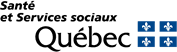 Santé
et Services sociaux
Québec